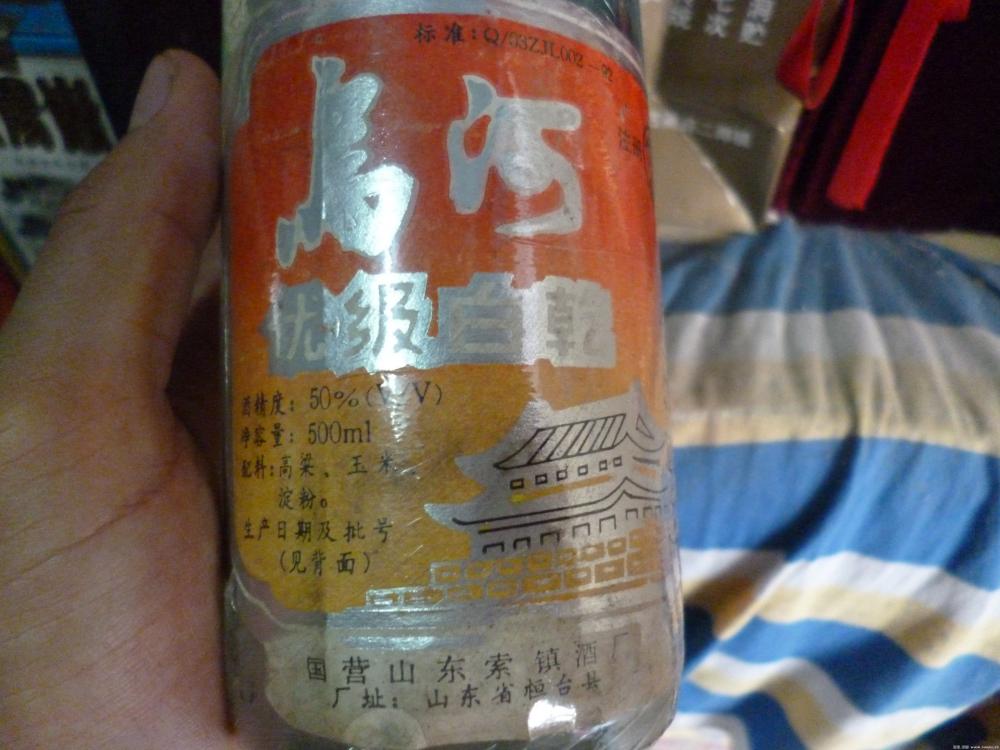 标准:Q/03ZJL002—92
乌河
优级白乾
酒精度:50%(V/V)
净容量:500ml
配料:高粱、玉米、
淀粉。
生产日期及批号
(见背面)
国营山东索镇酒厂
厂址:山东省桓台县